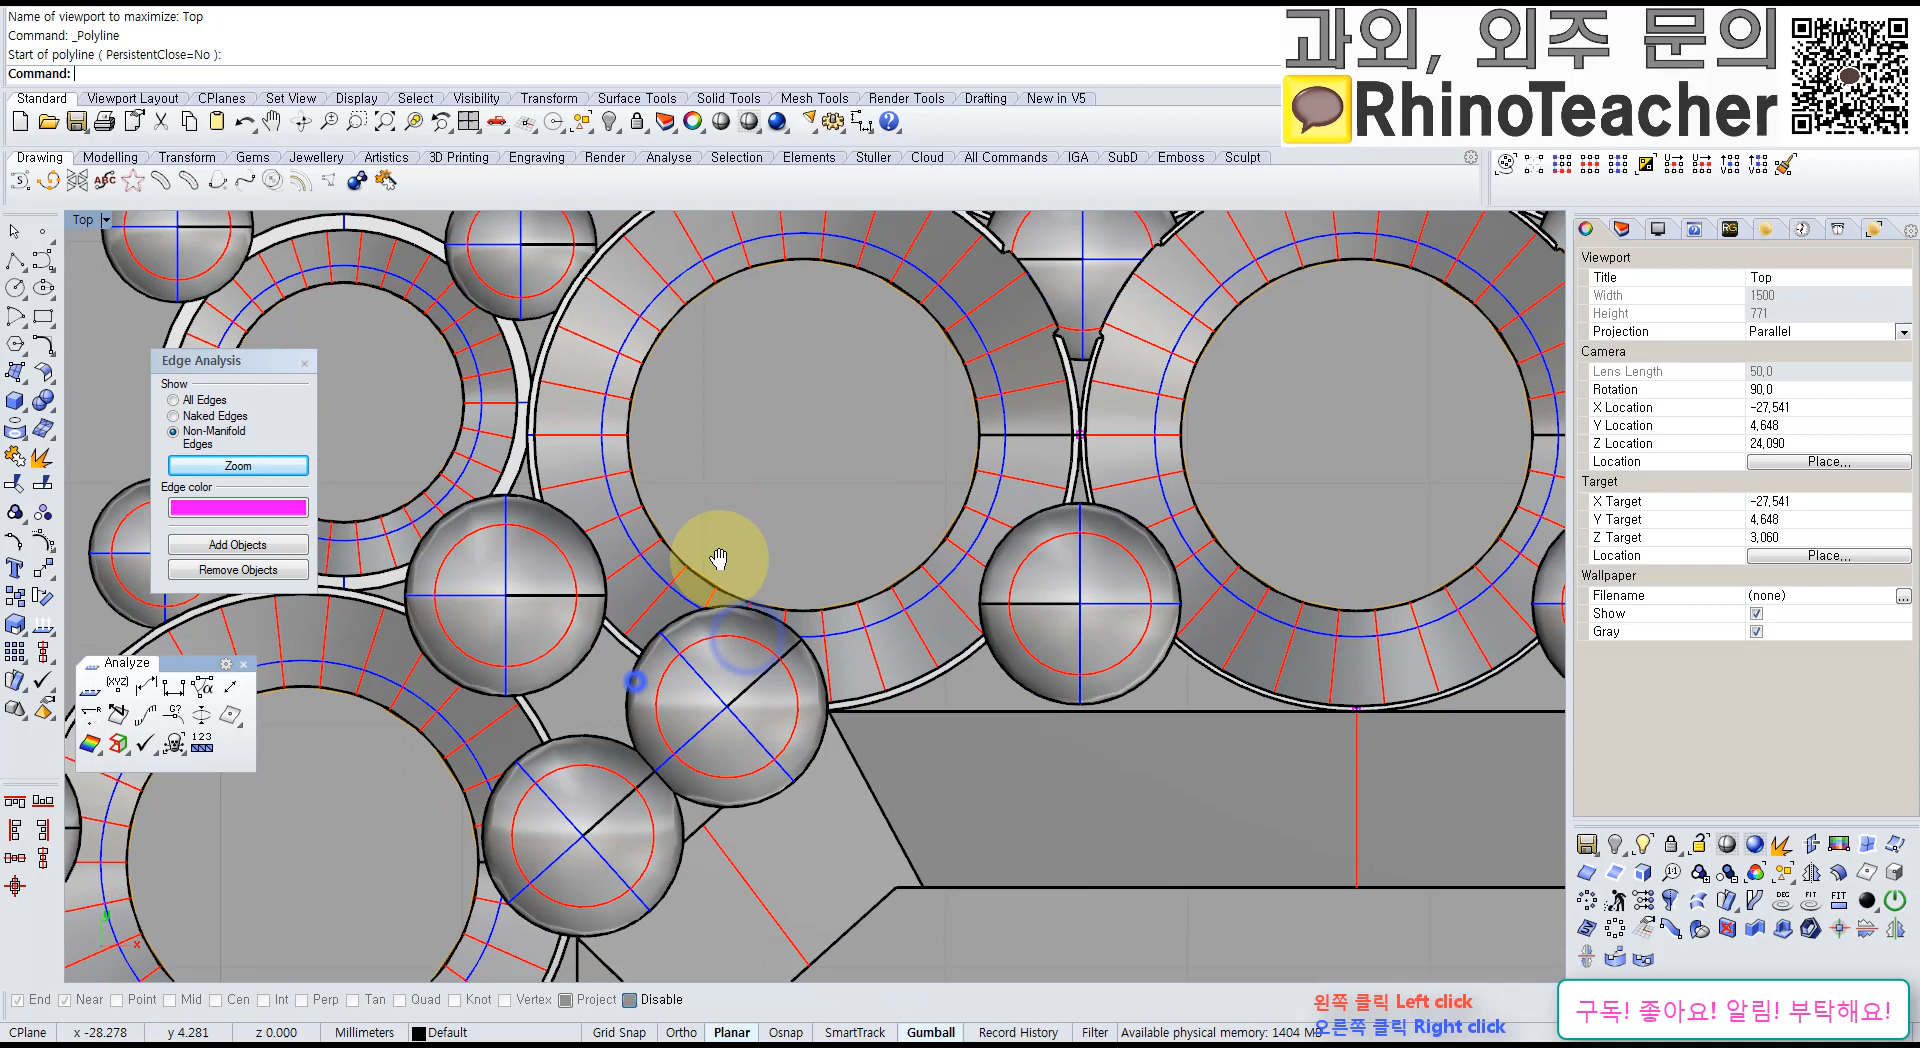 Name of viewport to maximize: Top
Command: _Polyline
Start of polyline ( PersistentClose=No ):
Command:
과외, 외주 문의
RhinoTeacher
Standard Viewport Layout CPlanes Set View Display Select Visibility Transform Surface Tools Solid Tools Mesh Tools Render Tools Drafting New in V5
Drawing Modelling Transform Gems Jewellery Artistics 3D Printing Engraving Render Analyse Selection Elements Stuller Cloud All Commands IGA SubD Emboss Sculpt
Top
Edge Analysis
Show
All Edges
Naked Edges
Non-Manifold
Edges
Zoom
Edge color
Add Objects
Remove Objects
Analyze
Viewport
Title Top
Width 1500
Height 771
Projection Parallel
Camera
Lens Length 50,0
Rotation 90,0
X Location -27,541
Y Location 4,648
Z Location 24,090
Location Place...
Target
X Target -27,541
Y Target 4,648
Z Target 3,060
Location Place...
Wallpaper
Filename (none) ...
Show
Gray
End Near Point Mid Cen Int Perp Tan Quad Knot Vertex Project Disable
왼쪽 클릭 Left click
오른쪽 클릭 Right click
구독! 좋아요! 알림! 부탁해요!
CPlane x -28.278 y 4.281 z 0.000 Millimeters Default Grid Snap Ortho Planar Osnap SmartTrack Gumball Record History Filter Available physical memory: 1404 MB